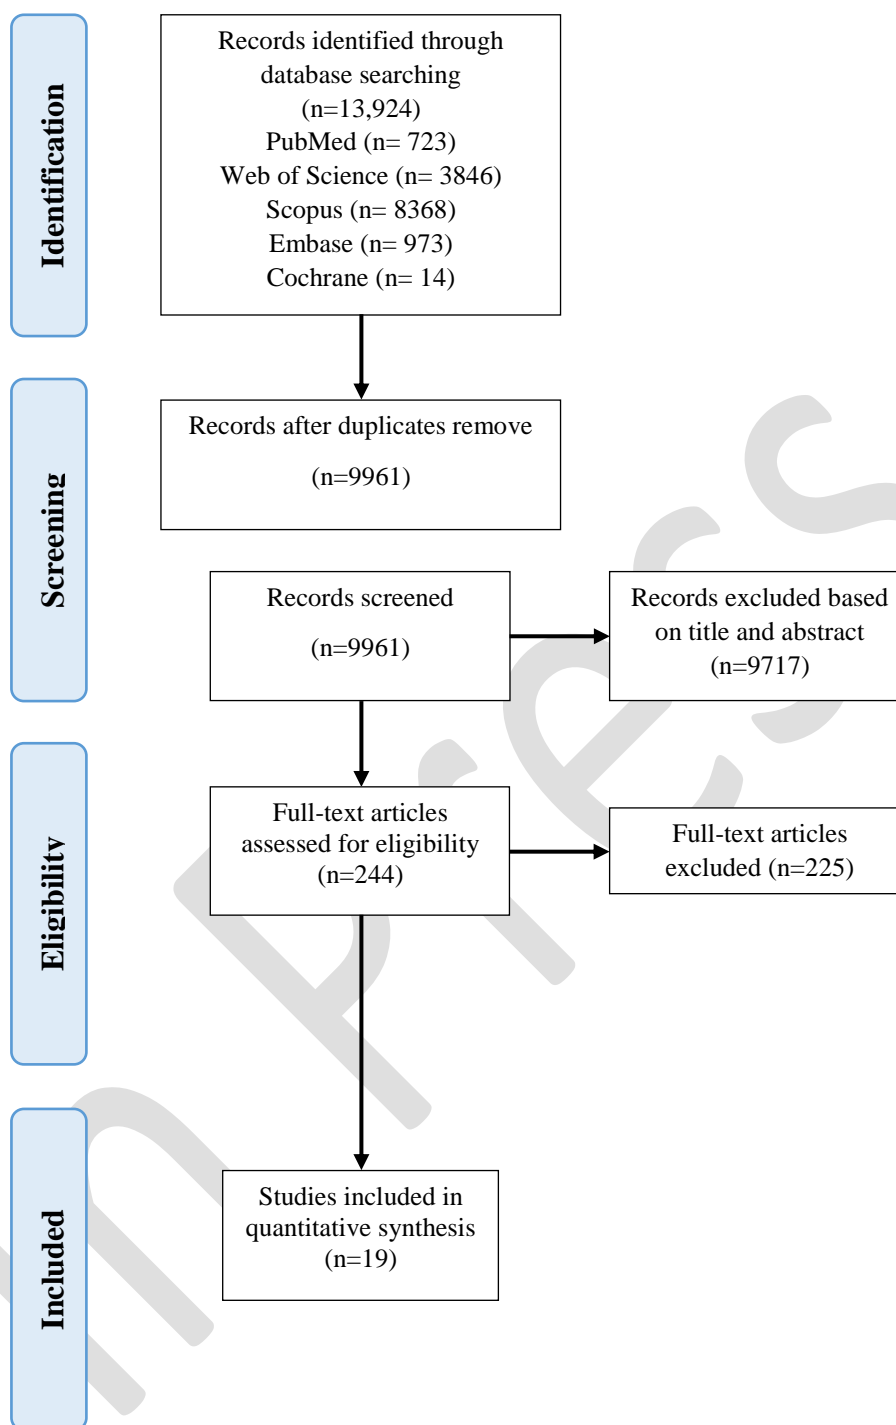 Identification
Records identified through
database searching
(n=13,924)
PubMed (n= 723)
Web of Science (n= 3846)
Scopus (n= 8368)
Embase (n= 973)
Cochrane (n= 14)
Screening
Records after duplicates remove
(n=9961)
Records screened
(n=9961)
Records excluded based
on title and abstract
(n=9717)
Eligibility
Full-text articles
assessed for eligibility
(n=244)
Full-text articles
excluded (n=225)
Included
Studies included in
quantitative synthesis
(n=19)
In Press